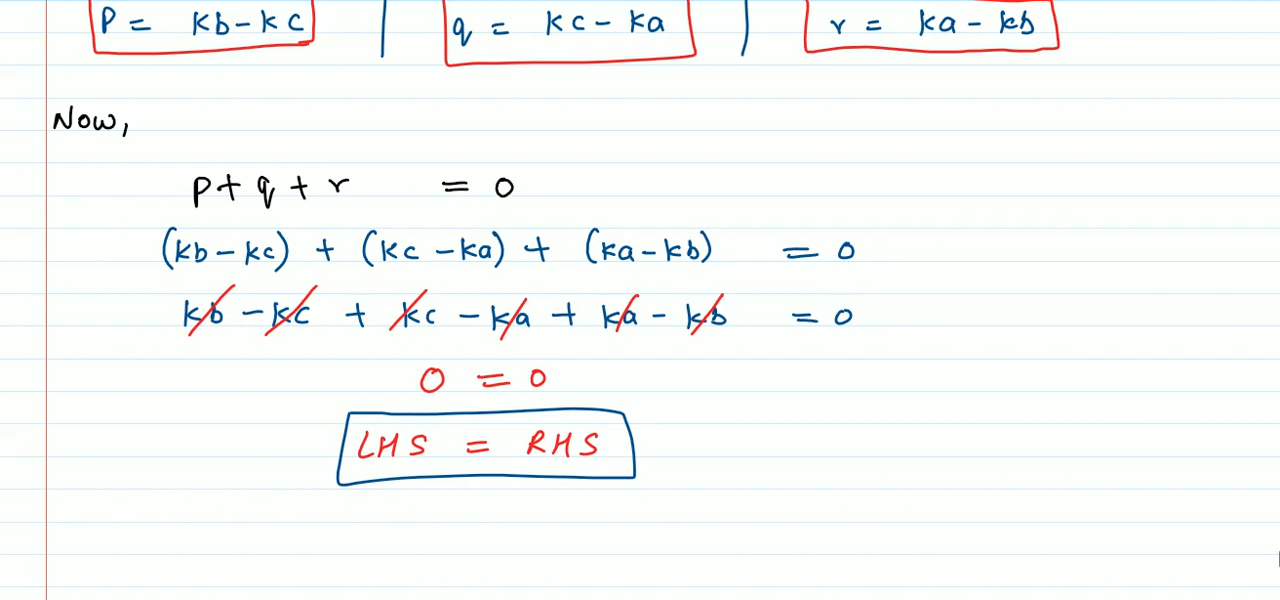 P = kb - kc | q = kc - ka | r = ka - kb
Now,
p + q + r = 0
(kb - kc) + (kc - ka) + (ka - kb) = 0
kb - kc + kc - ka + ka - kb = 0
0 = 0
LHS = RHS